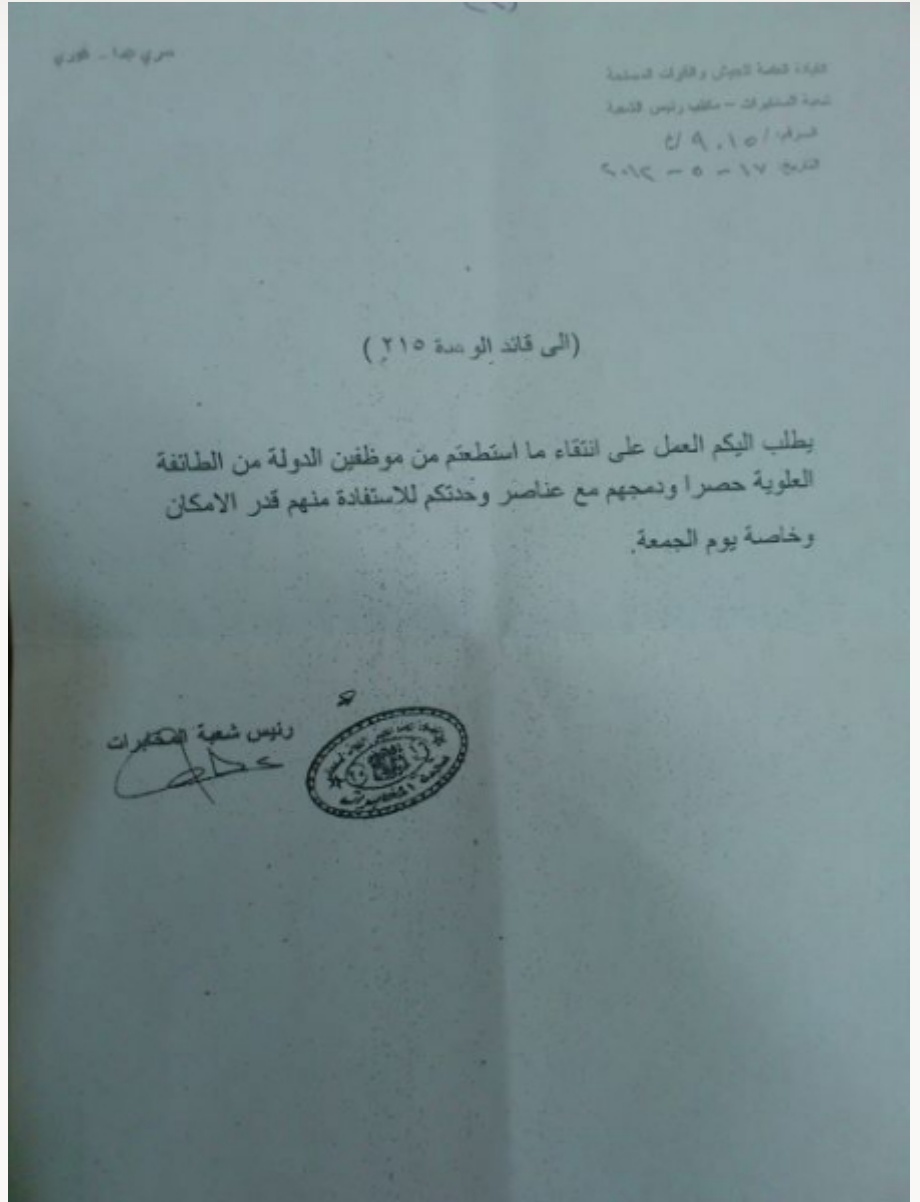 سري جدا - فوري
القيادة العامة للجيش والقوات المسلحة
شعبة المخابرات - مكتب رئيس الشعبة
الرقم / ٩٠١٥ /خ
التاريخ ١٧ - ٥ - ٢٠١٢
(الى قائد الوحدة ٢١٥)
يطلب اليكم العمل على انتقاء ما استطعتم من موظفين الدولة من الطائفة
العلوية حصرا ودمجهم مع عناصر وحدتكم للاستفادة منهم قدر الامكان
وخاصة يوم الجمعة.
رئيس شعبة المخابرات
شعبة المخابرات